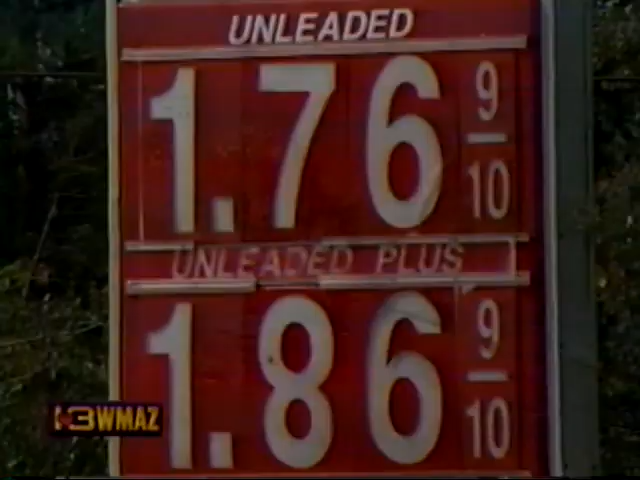 UNLEADED
1.76 9/10
UNLEADED PLUS
1.86 9/10
13WMAZ